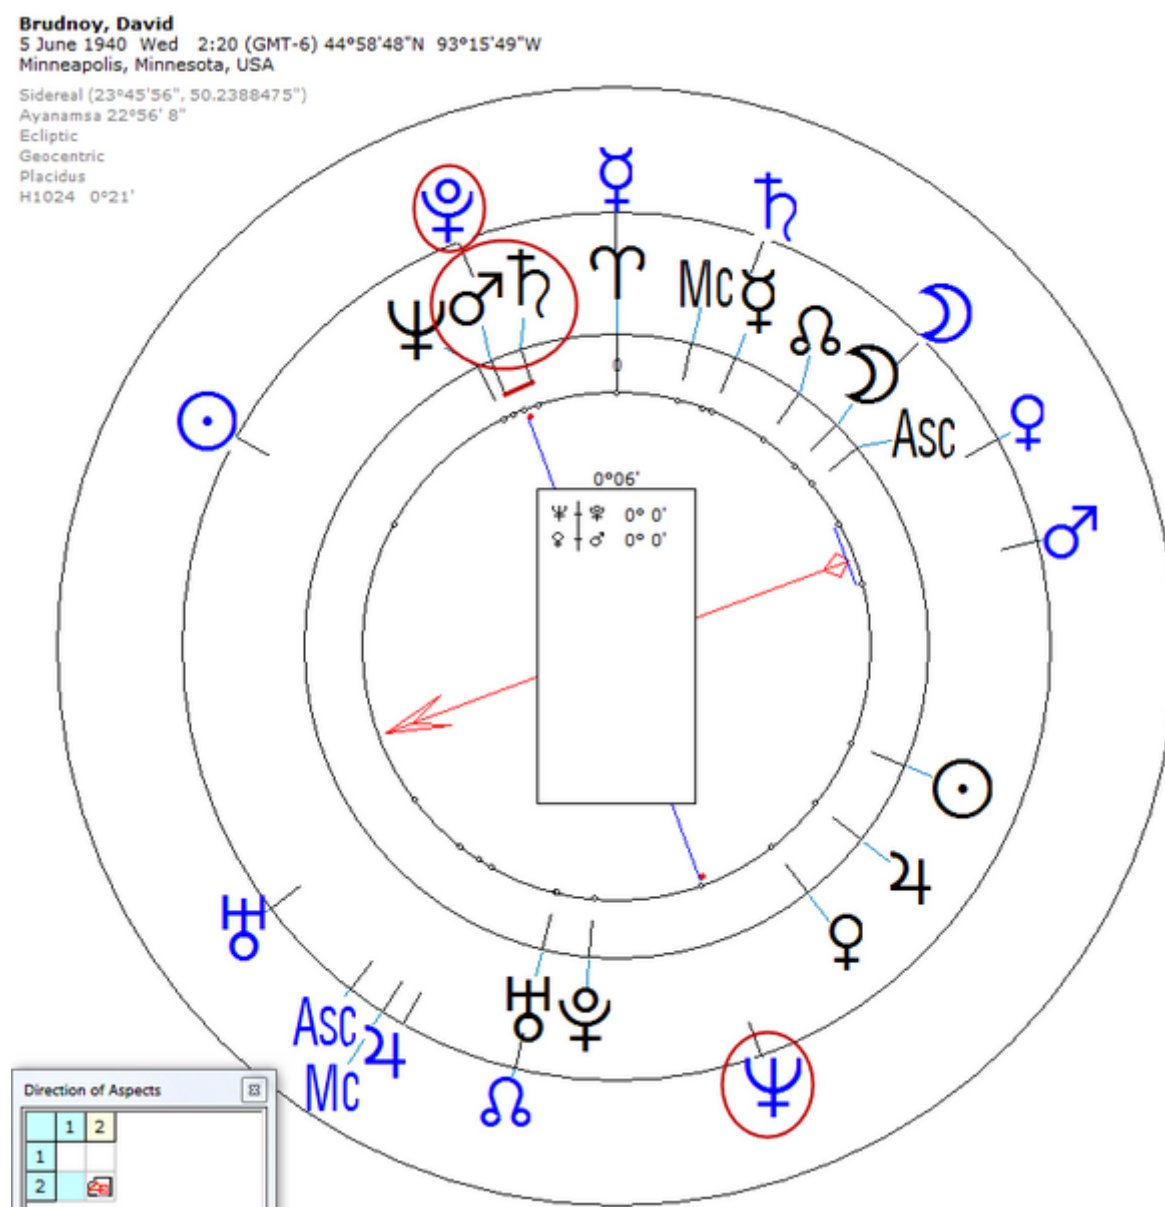 Brudnoy, David
5 June 1940 Wed 2:20 (GMT-6) 44°58'48"N 93°15'49"W
Minneapolis, Minnesota, USA
Sidereal (23°45'56", 50.2388475")
Ayanamsa 22°56' 8"
Ecliptic
Geocentric
Placidus
H1024 0°21'
☿
♇
♄
♂ ♄
♈
Mc ☿
☽
♆
☊
☽
☉
Asc
♀
0
♂
0°06'
♆ ♇ 0° 0'
♀ ♂ 0° 0'
☉
♃
♀
♅
♅ ♇
Asc
♃
Mc
☊
♆
Direction of Aspects
1 2
1
2